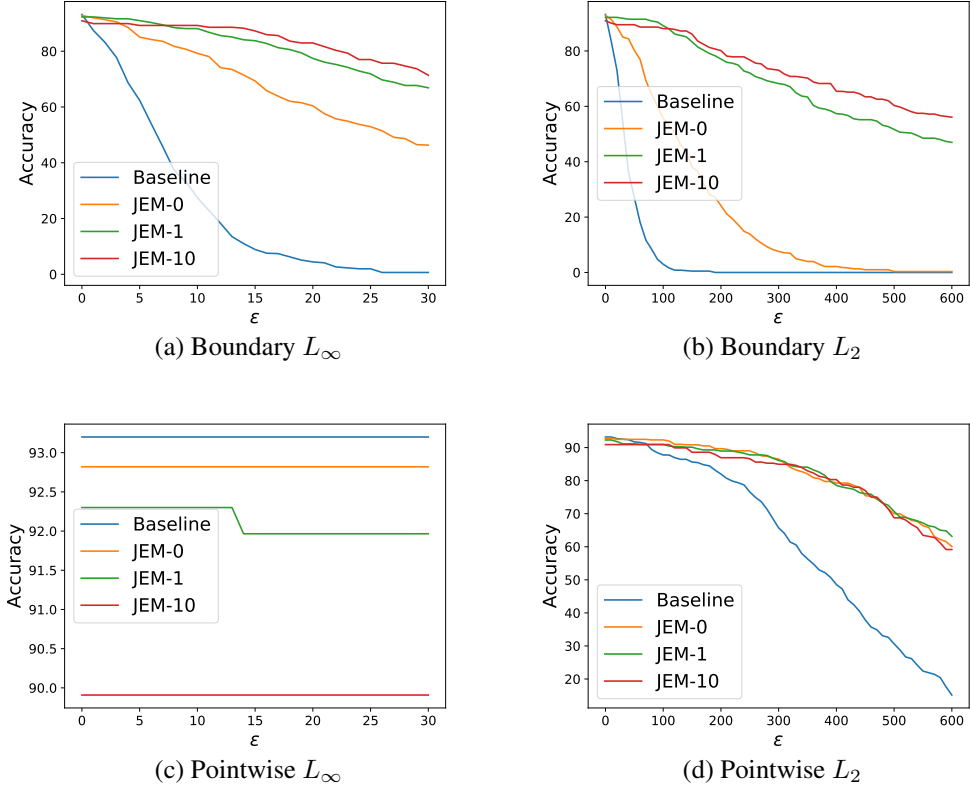 Accuracy
80
60
40
20
0
Baseline
JEM-0
JEM-1
JEM-10
0 5 10 15 20 25 30
ε
(a) Boundary L∞
Accuracy
80
60
40
20
0
Baseline
JEM-0
JEM-1
JEM-10
0 100 200 300 400 500 600
ε
(b) Boundary L2
Accuracy
93.0
92.5
92.0
91.5
91.0
90.5
90.0
Baseline
JEM-0
JEM-1
JEM-10
0 5 10 15 20 25 30
ε
(c) Pointwise L∞
Accuracy
90
80
70
60
50
40
30
20
Baseline
JEM-0
JEM-1
JEM-10
0 100 200 300 400 500 600
ε
(d) Pointwise L2